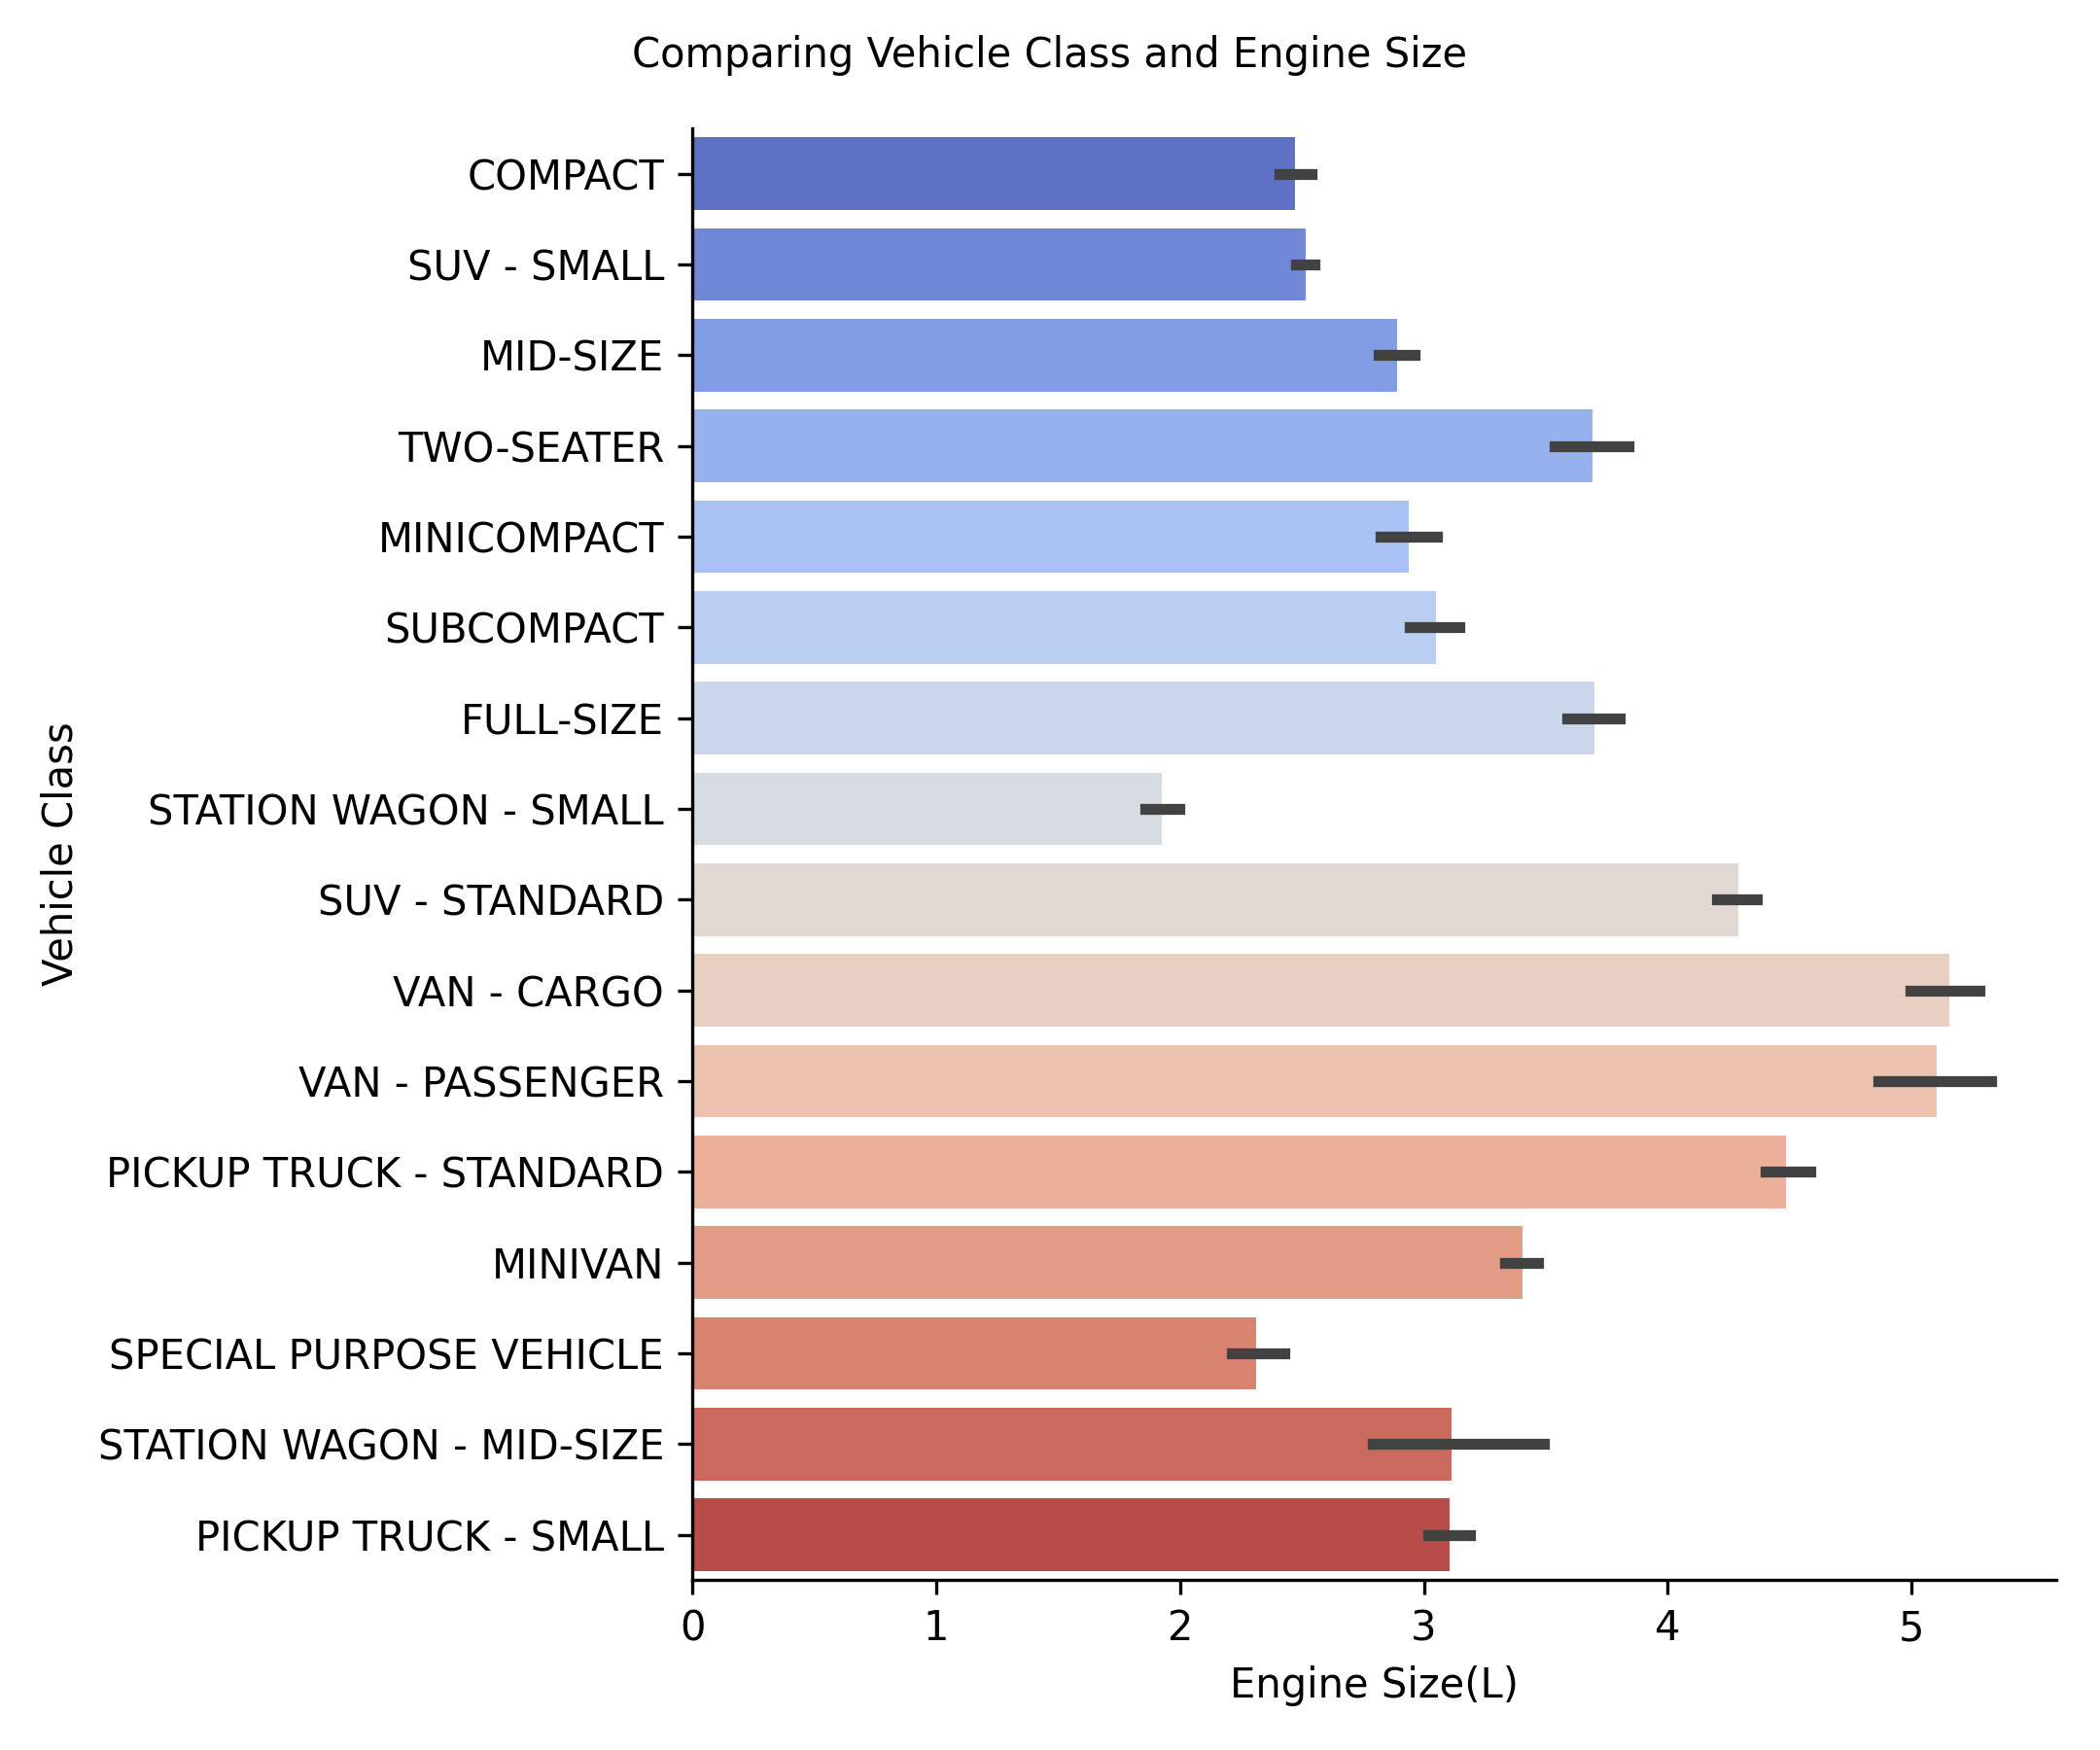 Comparing Vehicle Class and Engine Size
COMPACT
SUV - SMALL
MID-SIZE
TWO-SEATER
MINICOMPACT
SUBCOMPACT
FULL-SIZE
STATION WAGON - SMALL
SUV - STANDARD
VAN - CARGO
VAN - PASSENGER
PICKUP TRUCK - STANDARD
MINIVAN
SPECIAL PURPOSE VEHICLE
STATION WAGON - MID-SIZE
PICKUP TRUCK - SMALL
Vehicle Class
0 1 2 3 4 5
Engine Size(L)